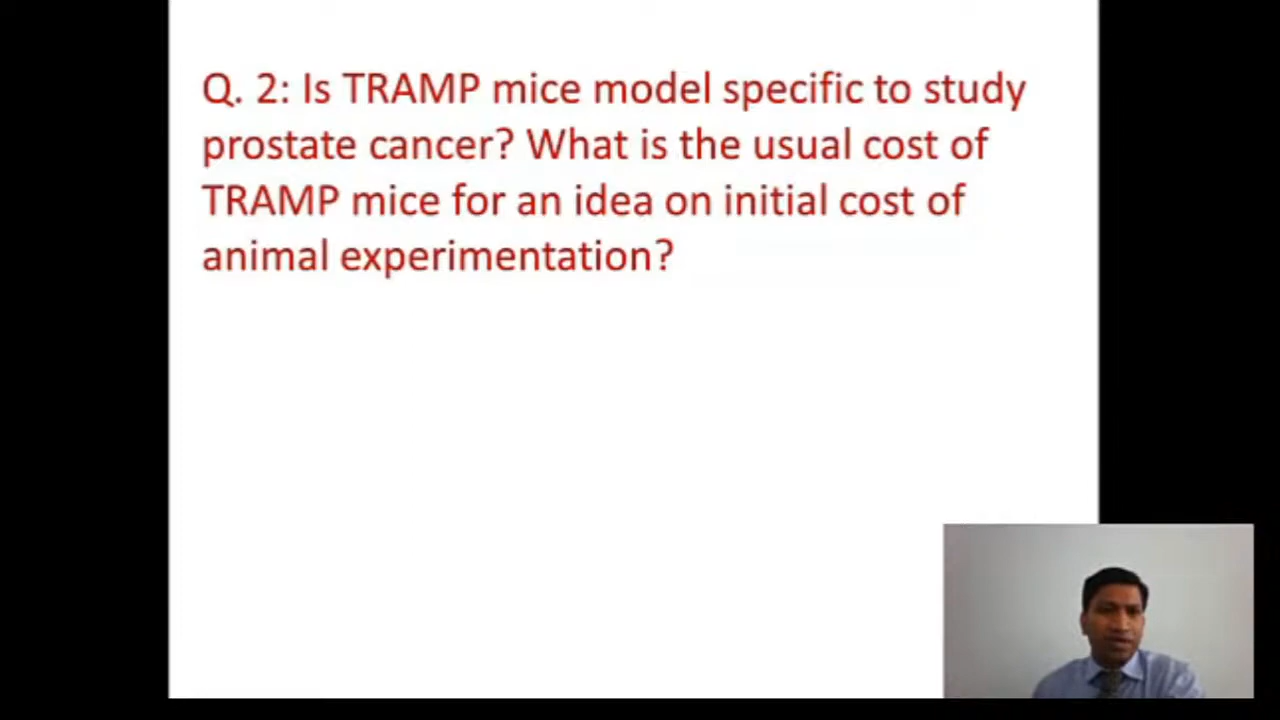 Q. 2: Is TRAMP mice model specific to study
prostate cancer? What is the usual cost of
TRAMP mice for an idea on initial cost of
animal experimentation?